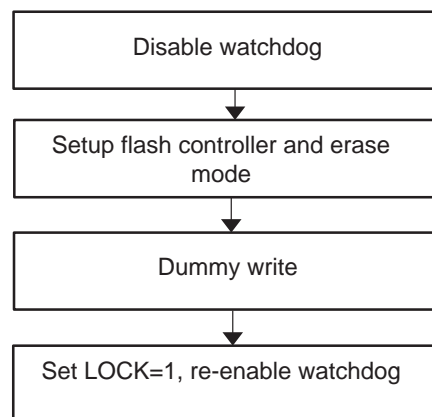 Disable watchdog
Setup flash controller and erase
mode
Dummy write
Set LOCK=1, re-enable watchdog